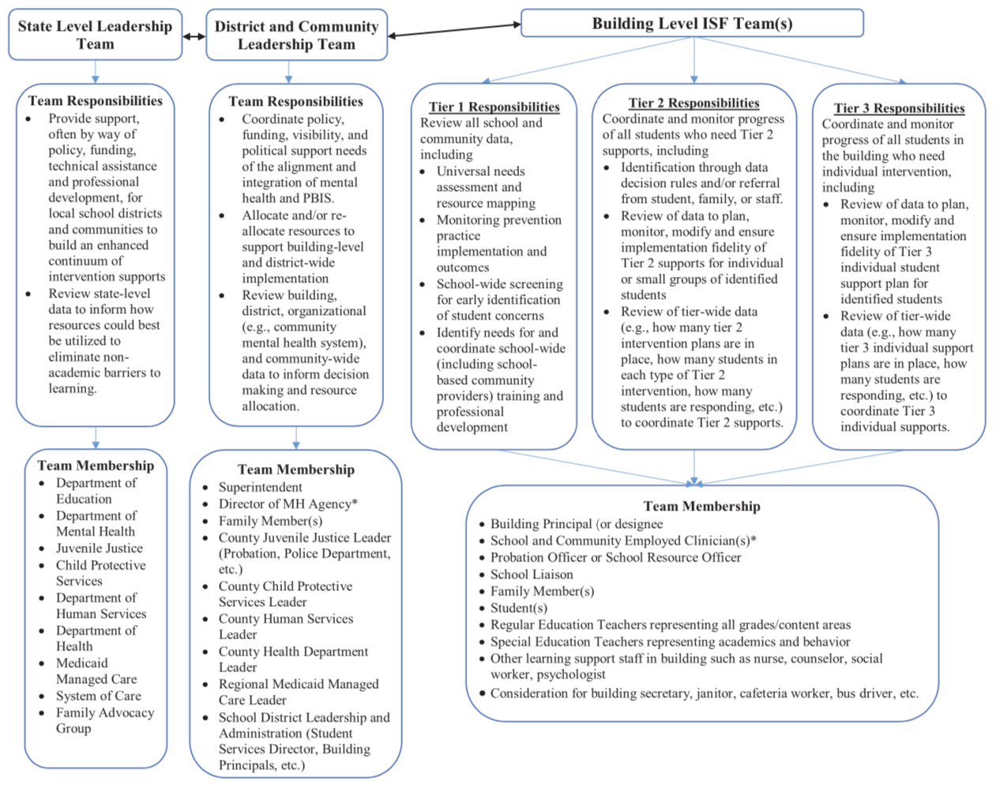 State Level Leadership
Team
District and Community
Leadership Team
Building Level ISF Team(s)
Team Responsibilities
• Provide support,
often by way of
policy, funding,
technical assistance
and professional
development, for
local school districts
and communities to
build an enhanced
continuum of
intervention supports
• Review state-level
data to inform how
resources could best
be utilized to
eliminate non-
academic barriers to
learning.
Team Responsibilities
• Coordinate policy,
funding, visibility, and
political support needs
of the alignment and
integration of mental
health and PBIS.
• Allocate and/or re-
allocate resources to
support building-level
and district-wide
implementation
• Review building,
district, organizational
(e.g., community
mental health system),
and community-wide
data to inform decision
making and resource
allocation.
Tier 1 Responsibilities
Review all school and
community data,
including
• Universal needs
assessment and
resource mapping
• Monitoring prevention
practice
implementation and
outcomes
• School-wide screening
for early identification
of student concerns
• Identify needs for and
coordinate school-wide
(including school-
based community
providers) training and
professional
development
Tier 2 Responsibilities
Coordinate and monitor progress
of all students who need Tier 2
supports, including
• Identification through data
decision rules and/or referral
from student, family, or staff.
• Review of data to plan,
monitor, modify and ensure
implementation fidelity of
Tier 2 supports for individual
or small groups of identified
students
• Review of tier-wide data
(e.g., how many tier 2
intervention plans are in
place, how many students in
each type of Tier 2
intervention, how many
students are responding, etc.)
to coordinate Tier 2 supports.
Tier 3 Responsibilities
Coordinate and monitor
progress of all students in
the building who need
individual intervention,
including
• Review of data to plan,
monitor, modify and
ensure implementation
fidelity of Tier 3
individual student
support plan for
identified students
• Review of tier-wide
data (e.g., how many
tier 3 individual support
plans are in place, how
many students are
responding, etc.) to
coordinate Tier 3
individual supports.
Team Membership
• Department of
Education
• Department of
Mental Health
• Juvenile Justice
• Child Protective
Services
• Department of
Human Services
• Department of
Health
• Medicaid
Managed Care
• System of Care
• Family Advocacy
Group
Team Membership
• Superintendent
• Director of MH Agency*
• Family Member(s)
• County Juvenile Justice Leader
(Probation, Police Department,
etc.)
• County Child Protective
Services Leader
• County Human Services
Leader
• County Health Department
Leader
• Regional Medicaid Managed
Care Leader
• School District Leadership and
Administration (Student
Services Director, Building
Principals, etc.)
Team Membership
• Building Principal (or designee
• School and Community Employed Clinician(s)*
• Probation Officer or School Resource Officer
• School Liaison
• Family Member(s)
• Student(s)
• Regular Education Teachers representing all grades/content areas
• Special Education Teachers representing academics and behavior
• Other learning support staff in building such as nurse, counselor, social
worker, psychologist
• Consideration for building secretary, janitor, cafeteria worker, bus driver, etc.